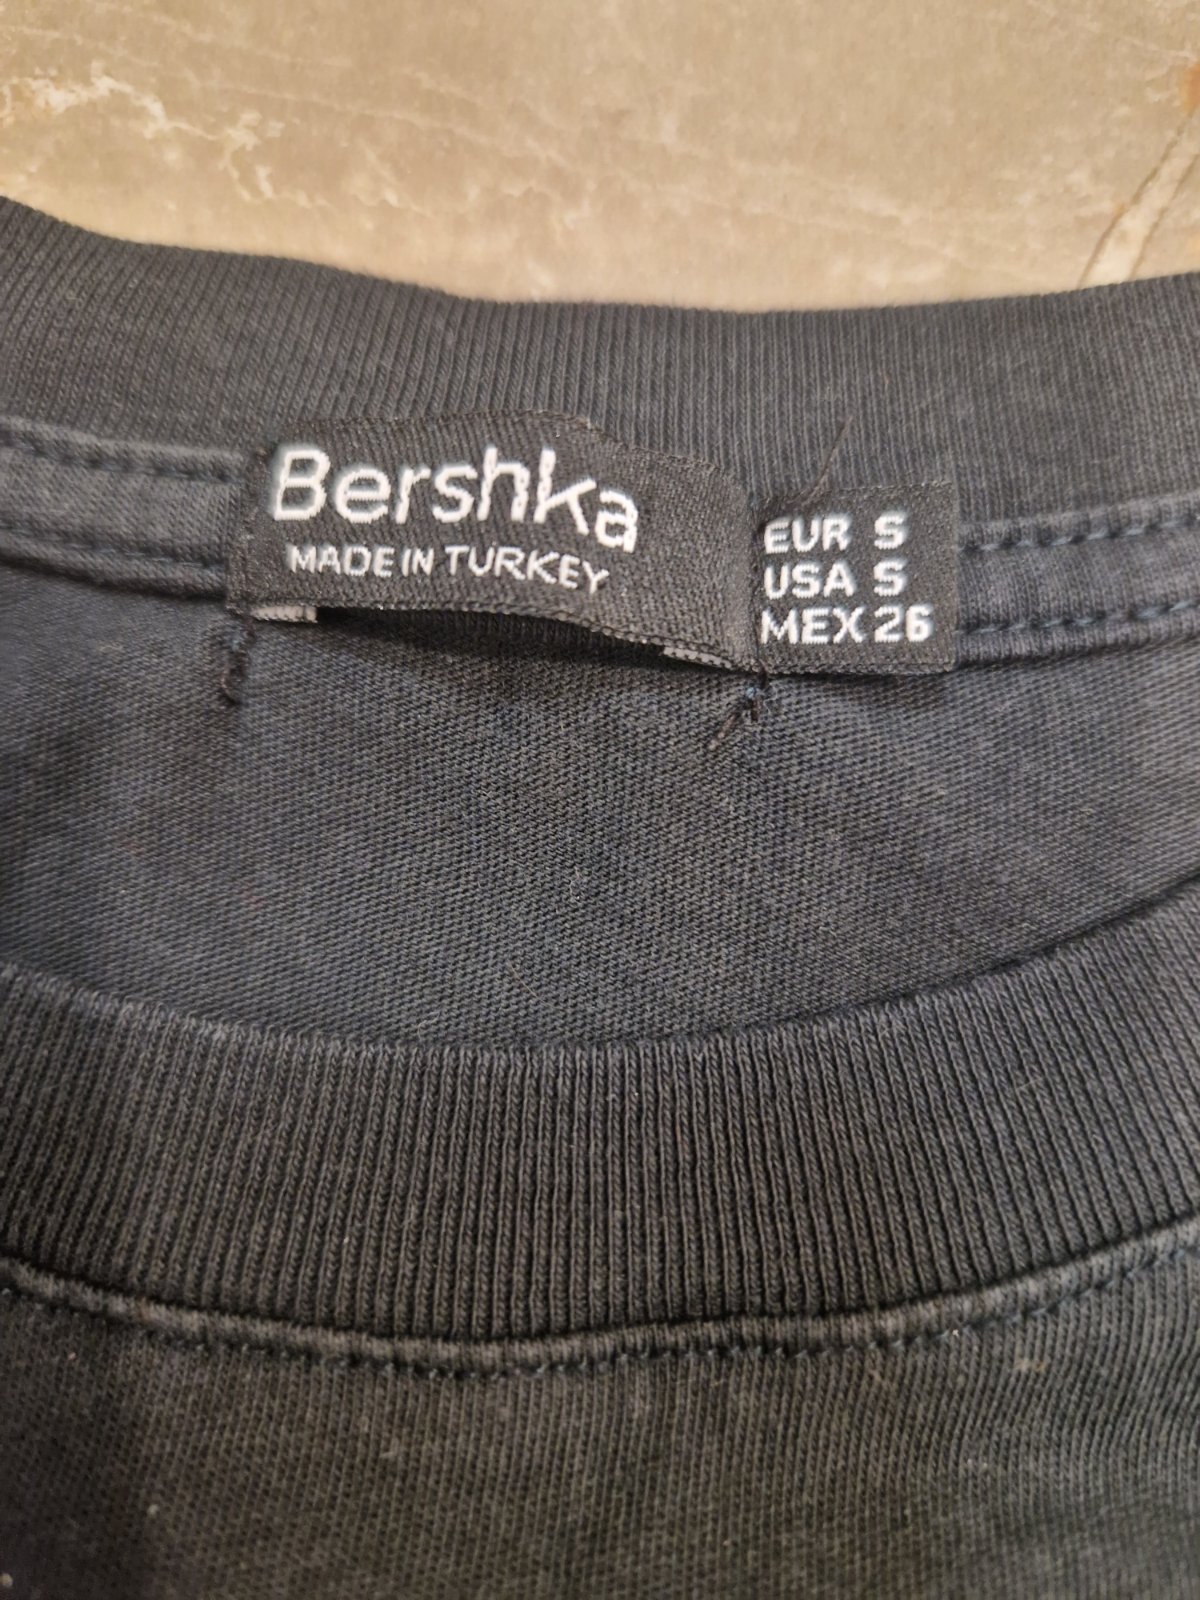 Bershka
MADE IN TURKEY
EUR S
USA S
MEX 26